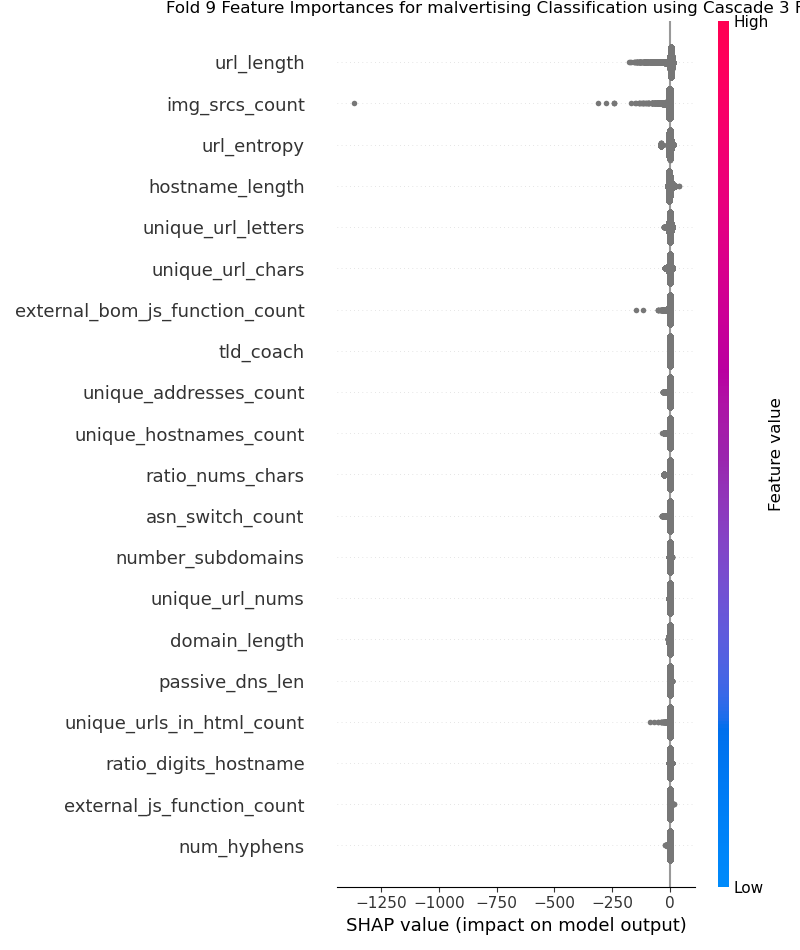 Fold 9 Feature Importances for malvertising Classification using Cascade 3
High
url_length
img_srcs_count
url_entropy
hostname_length
unique_url_letters
unique_url_chars
external_bom_js_function_count
tld_coach
unique_addresses_count
unique_hostnames_count
ratio_nums_chars
asn_switch_count
number_subdomains
unique_url_nums
domain_length
passive_dns_len
unique_urls_in_html_count
ratio_digits_hostname
external_js_function_count
num_hyphens
Feature value
Low
−1250 −1000 −750 −500 −250 0
SHAP value (impact on model output)